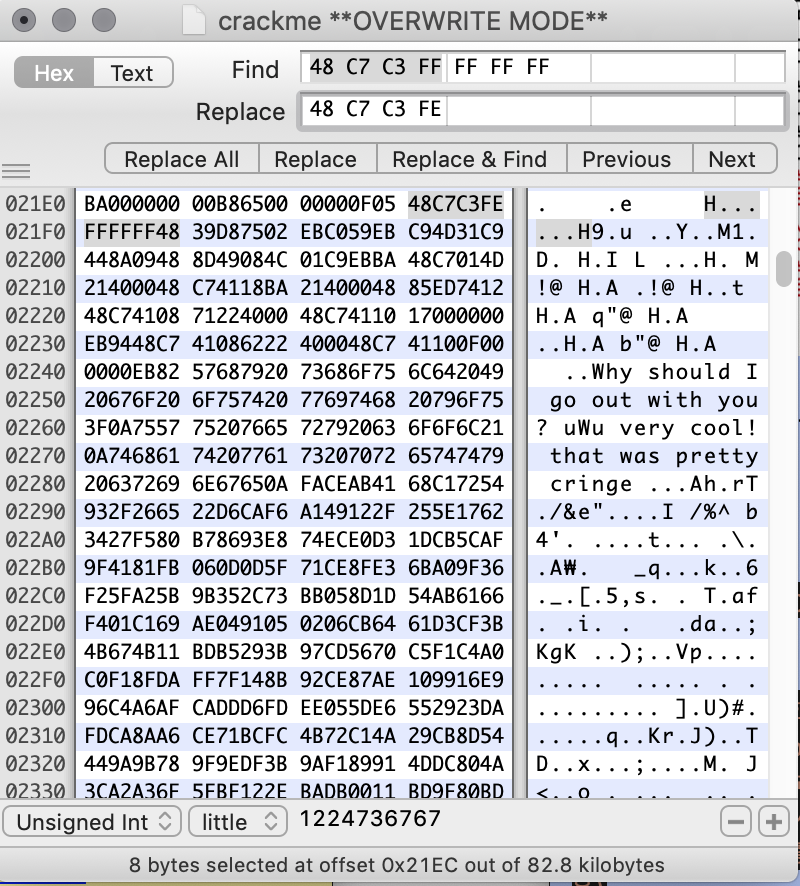 crackme **OVERWRITE MODE**
Hex Text Find 48 C7 C3 FF FF FF FF
Replace 48 C7 C3 FE
Replace All Replace Replace & Find Previous Next
021E0 BA000000 00B86500 00000F05 48C7C3FE . .e H...
021F0 FFFFFF48 39D87502 EBC059EB C94D31C9 ...H9.u ..Y..M1.
02200 448A0948 8D49084C 01C9EBBA 48C7014D D. H.I L ...H. M
02210 21400048 C74118BA 21400048 85ED7412 !@ H.A .!@ H..t
02220 48C74108 71224000 48C74110 17000000 H.A q"@ H.A
02230 EB9448C7 41086222 400048C7 41100F00 ..H.A b"@ H.A
02240 0000EB82 57687920 73686F75 6C642049 ..Why should I
02250 20676F20 6F757420 77697468 20796F75 go out with you
02260 3F0A7557 75207665 72792063 6F6F6C21 ? uWu very cool!
02270 0A746861 74207761 73207072 65747479 that was pretty
02280 20637269 6E67650A FACEAB41 68C17254 cringe ...Ah.rT
02290 932F2665 22D6CAF6 A149122F 255E1762 ./&e"....I /%^ b
022A0 3427F580 B78693E8 74ECE0D3 1DCB5CAF 4'. ....t... .\.
022B0 9F4181FB 060D0D5F 71CE8FE3 6BA09F36 .A₩. _q...k..6
022C0 F25FA25B 9B352C73 BB058D1D 54AB6166 ._.[.5,s. . T.af
022D0 F401C169 AE049105 0206CB64 61D3CF3B . .i. . .da..;
022E0 4B674B11 BDB5293B 97CD5670 C5F1C4A0 KgK ..);..Vp....
022F0 C0F18FDA FF7F148B 92CE87AE 109916E9 ..... ..... . .
02300 96C4A6AF CADDD6FD EE055DE6 552923DA ......... ].U)#.
02310 FDCA8AA6 CE71BCFC 4B72C14A 29CB8D54 .....q..Kr.J)..T
02320 449A9B78 9F9EDF3B 9AF18991 4DDC804A D..x...;....M. J
02330 3CA2A36F 5FBF122E BADB0011 BD9F80BD
Unsigned Int little 1224736767
8 bytes selected at offset 0x21EC out of 82.8 kilobytes